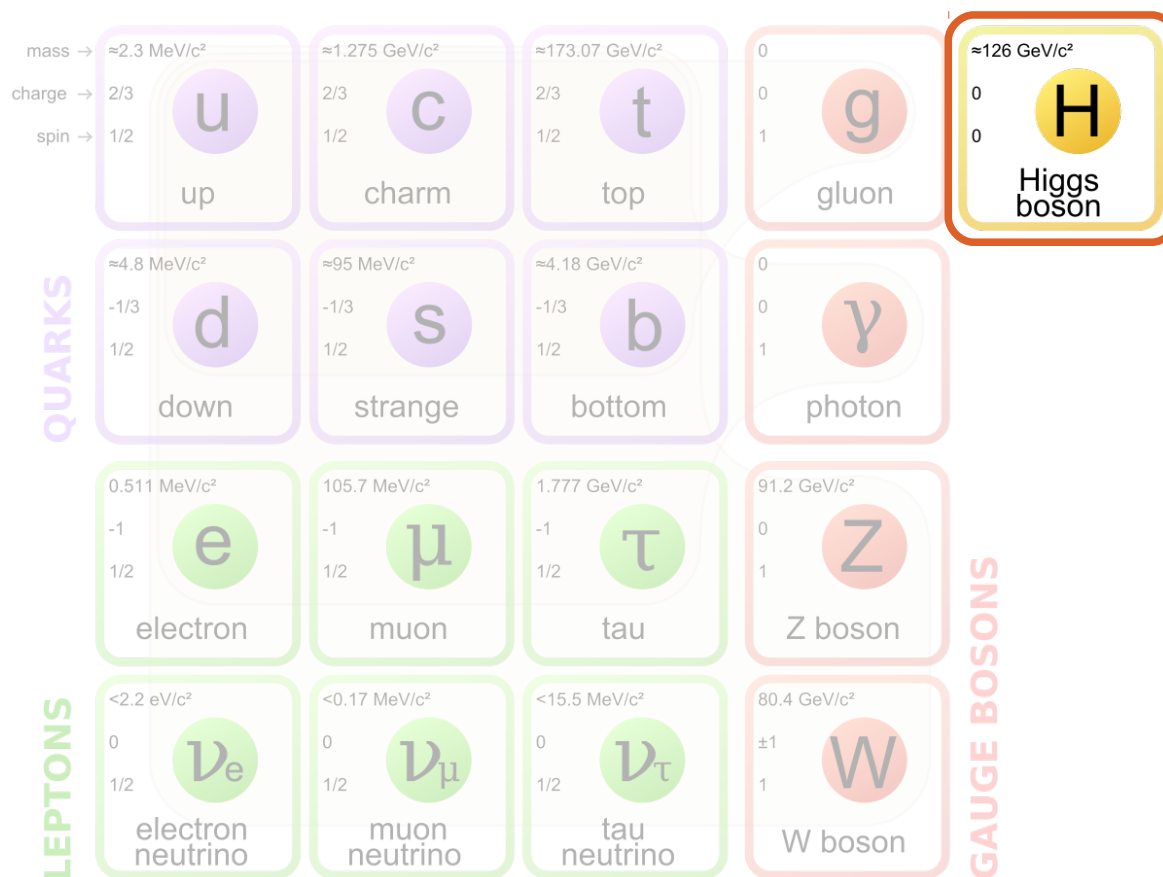 mass →
≈2.3 MeV/c²
charge →
2/3
spin →
1/2
u
up
≈1.275 GeV/c²
2/3
1/2
c
charm
≈173.07 GeV/c²
2/3
1/2
t
top
0
0
1
g
gluon
≈126 GeV/c²
0
0
H
Higgs
boson
QUARKS
≈4.8 MeV/c²
-1/3
1/2
d
down
≈95 MeV/c²
-1/3
1/2
s
strange
≈4.18 GeV/c²
-1/3
1/2
b
bottom
0
0
1
γ
photon
0.511 MeV/c²
-1
1/2
e
electron
105.7 MeV/c²
-1
1/2
μ
muon
1.777 GeV/c²
-1
1/2
τ
tau
91.2 GeV/c²
0
1
Z
Z boson
LEPTONS
<2.2 eV/c²
0
1/2
νe
electron
neutrino
<0.17 MeV/c²
0
1/2
νμ
muon
neutrino
<15.5 MeV/c²
0
1/2
ντ
tau
neutrino
80.4 GeV/c²
±1
1
W
W boson
GAUGE BOSONS